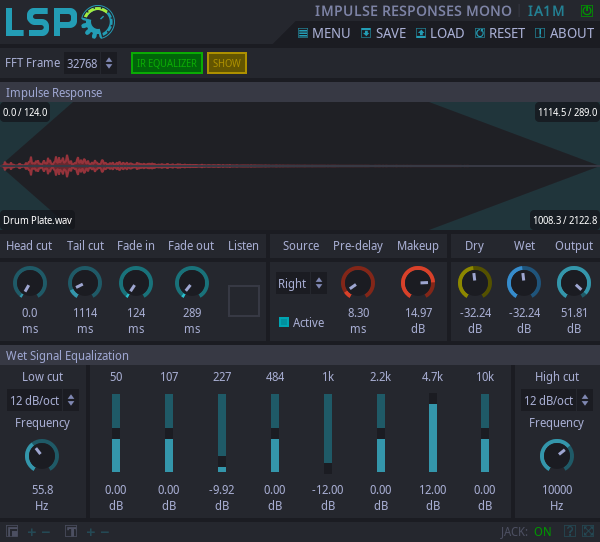 LSP
IMPULSE RESPONSES MONO IA1M
MENU SAVE LOAD RESET ABOUT
FFT Frame 32768 IR EQUALIZER SHOW
Impulse Response
0.0 / 124.0 1114.5 / 289.0
Drum Plate.wav 1008.3 / 2122.8
Head cut Tail cut Fade in Fade out Listen Source Pre-delay Makeup Dry Wet Output
Right
0.0 1114 124 289 Active 8.30 14.97 -32.24 -32.24 51.81
ms ms ms ms ms dB dB dB dB
Wet Signal Equalization
Low cut 50 107 227 484 1k 2.2k 4.7k 10k High cut
12 dB/oct 12 dB/oct
Frequency Frequency
55.8 0.00 0.00 -9.92 0.00 -12.00 0.00 12.00 0.00 10000
Hz dB dB dB dB dB dB dB dB Hz
JACK: ON